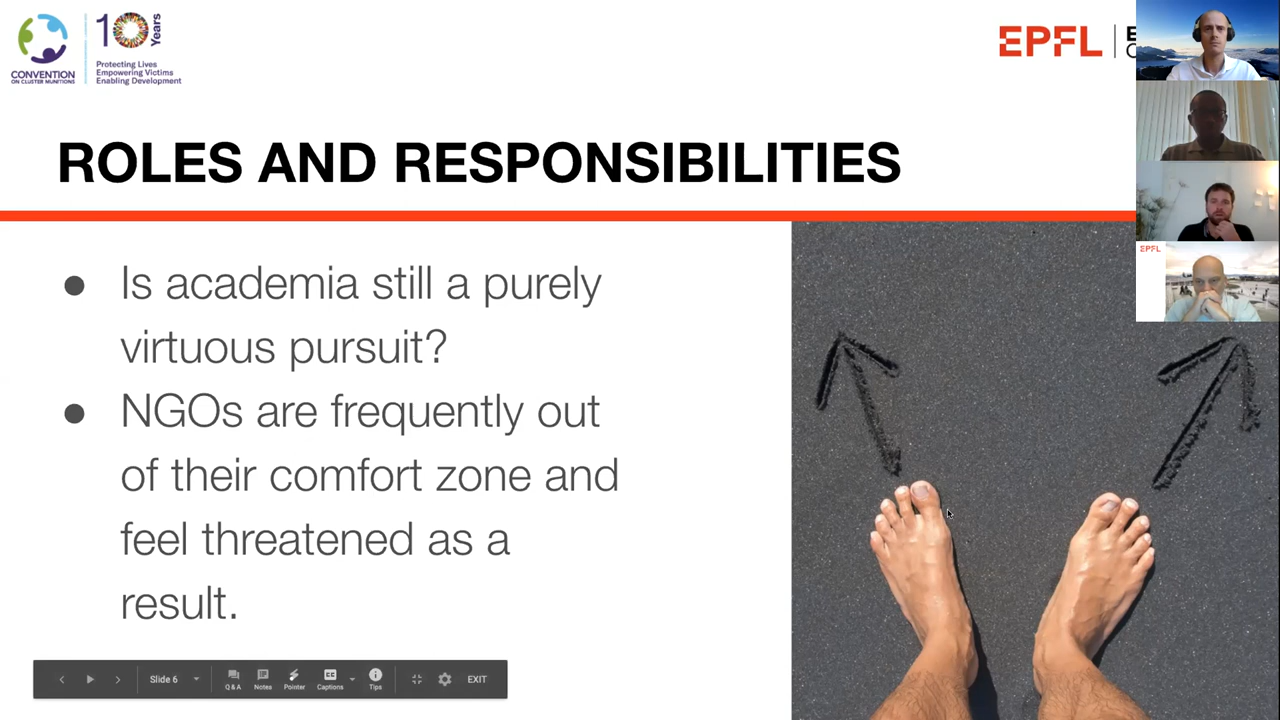 CONVENTION
ON CLUSTER MUNITIONS
10 Years
Protecting Lives
Empowering Victims
Enabling Development
EPFL
EPFL
ROLES AND RESPONSIBILITIES
● Is academia still a purely
virtuous pursuit?
● NGOs are frequently out
of their comfort zone and
feel threatened as a
result.
Slide 6
Q & A
Notes
Pointer
CC
Captions
Tips
EXIT